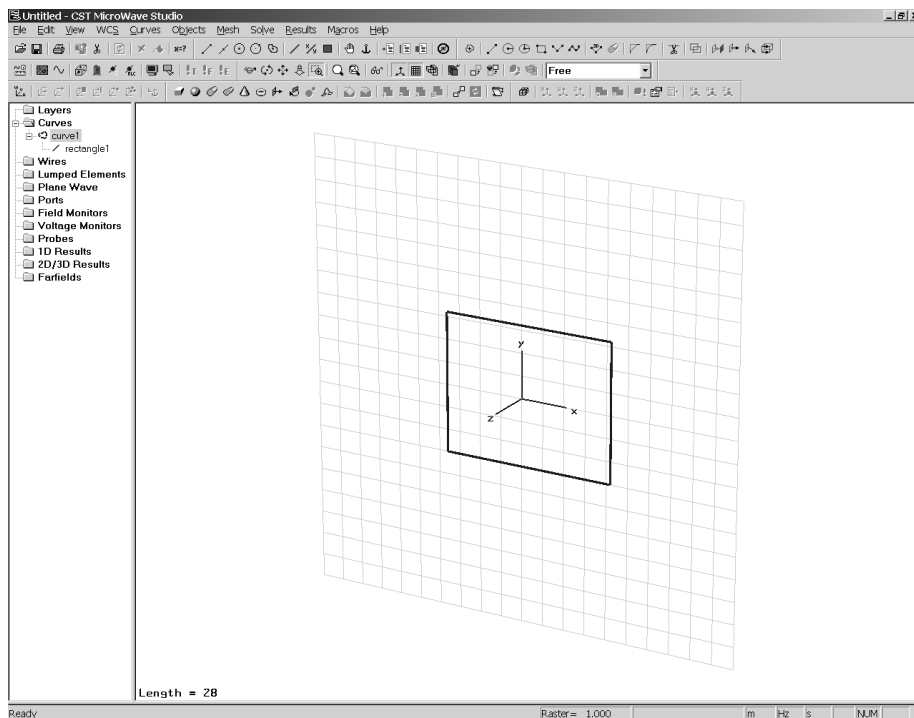 Untitled - CST MicroWave Studio
File Edit View WCS Curves Objects Mesh Solve Results Macros Help
Free
Layers
Curves
curve1
rectangle1
Wires
Lumped Elements
Plane Wave
Ports
Field Monitors
Voltage Monitors
Probes
1D Results
2D/3D Results
Farfields
y
x
z
Length = 28
Ready Raster= 1.000 m Hz s NUM